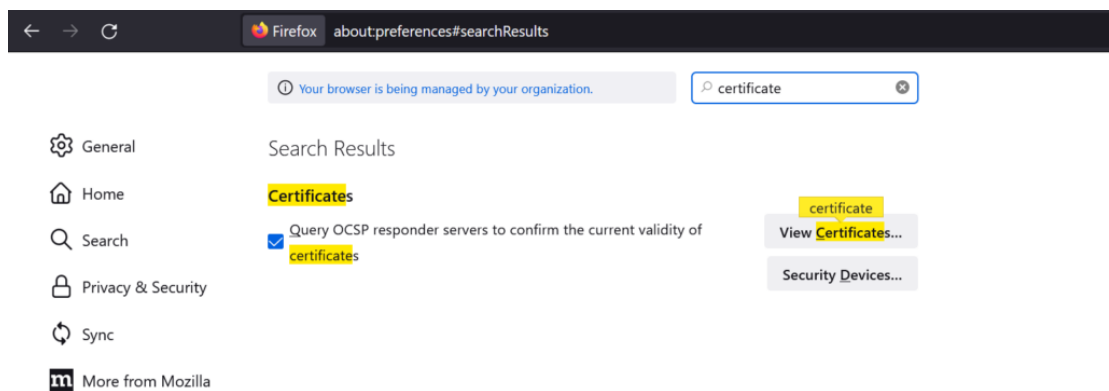 Firefox about:preferences#searchResults
Your browser is being managed by your organization.
certificate
General
Home
Search
Privacy & Security
Sync
More from Mozilla
Search Results
Certificates
Query OCSP responder servers to confirm the current validity of
certificates
certificate
View Certificates...
Security Devices...